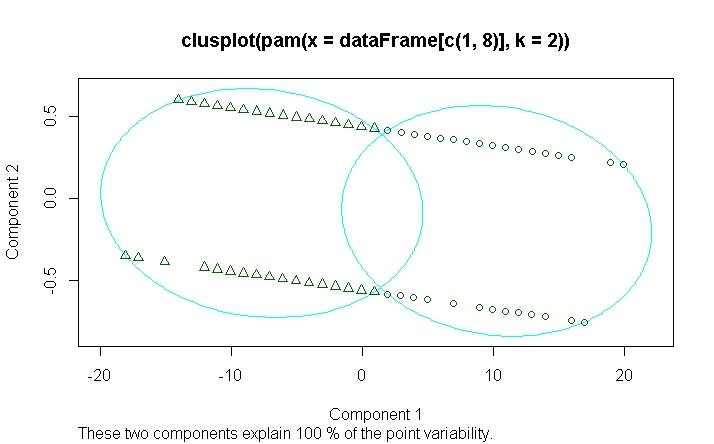 clusplot(pam(x = dataFrame[c(1, 8)], k = 2))
Component 2
0.5
0.0
-0.5
-20 -10 0 10 20
Component 1
These two components explain 100 % of the point variability.